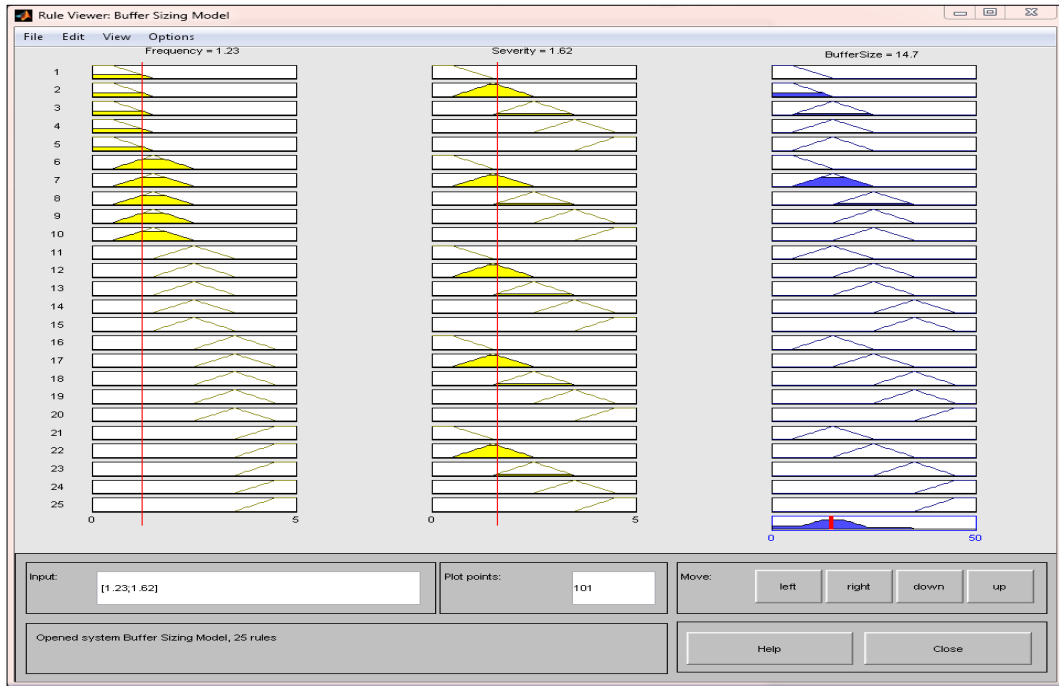 Rule Viewer: Buffer Sizing Model
File Edit View Options
Frequency = 1.23
Severity = 1.62
BufferSize = 14.7
1
2
3
4
5
6
7
8
9
10
11
12
13
14
15
16
17
18
19
20
21
22
23
24
25
0 5
0 5
0 50
Input:
[1.23;1.62]
Plot points:
101
Move:
left
right
down
up
Opened system Buffer Sizing Model, 25 rules
Help
Close